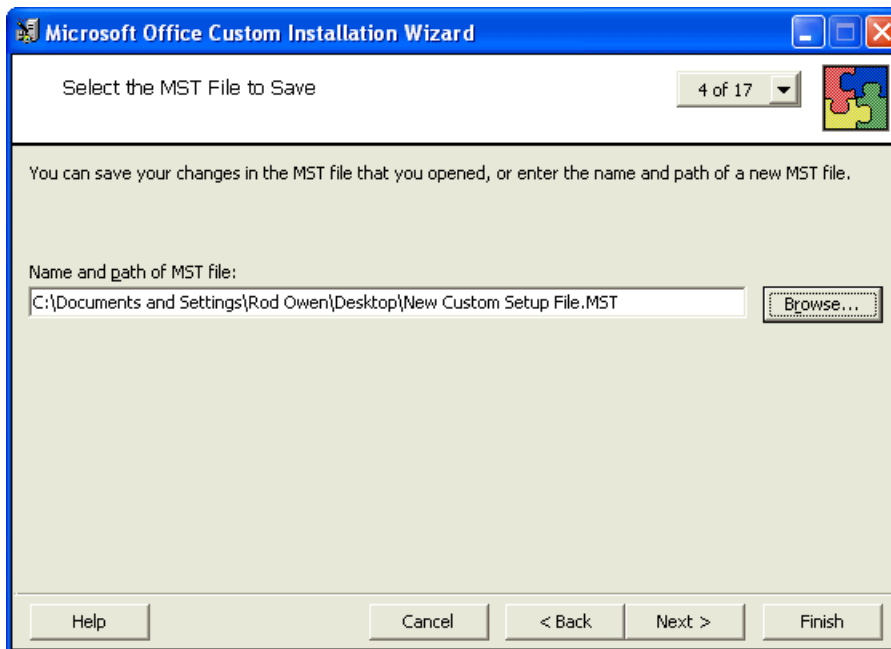 Microsoft Office Custom Installation Wizard
Select the MST File to Save
4 of 17
You can save your changes in the MST file that you opened, or enter the name and path of a new MST file.
Name and path of MST file:
C:\Documents and Settings\Rod Owen\Desktop\New Custom Setup File.MST
Browse...
Help
Cancel
< Back
Next >
Finish